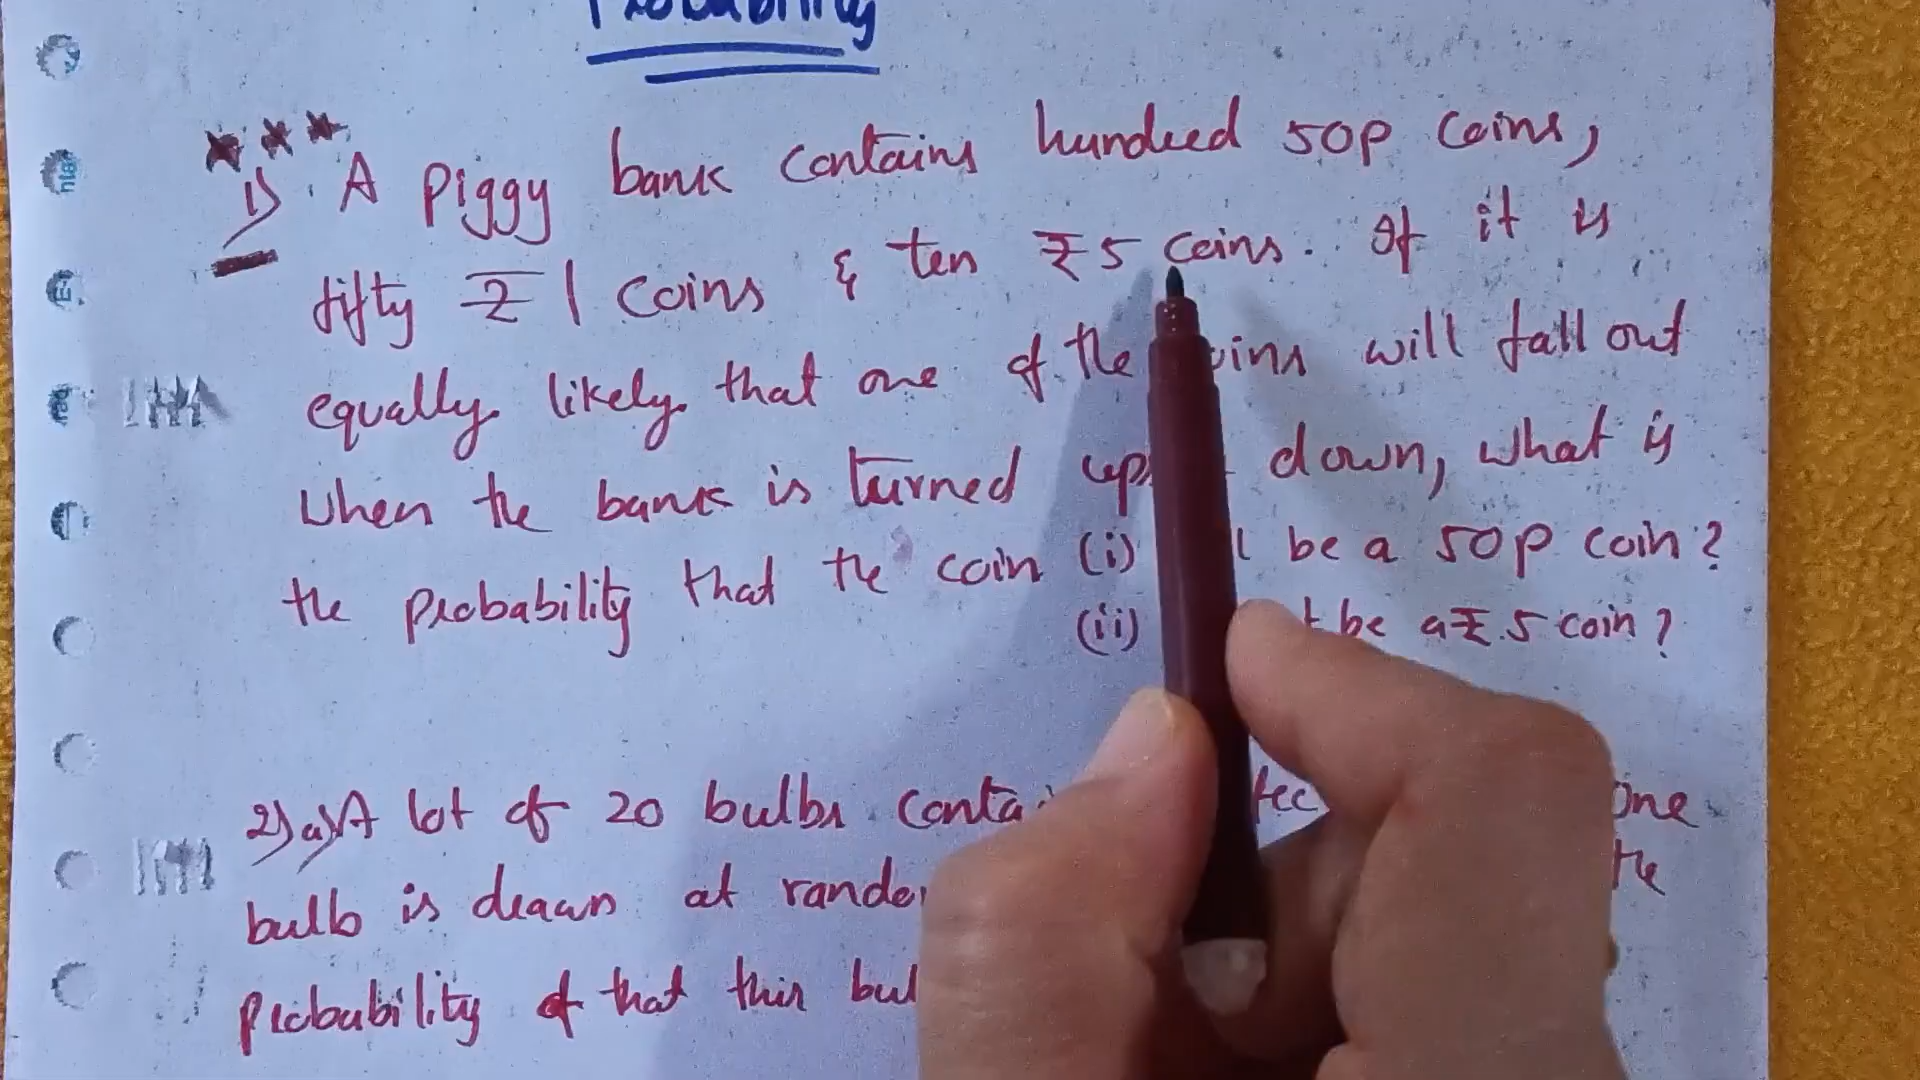 Probability
1) A Piggy bank contains hundred 50p coins,
fifty ₹ 1 coins & ten ₹5 coins. If it is
equally likely that one of the coins will fall out
when the bank is turned down, what is
the probability that the coin (i) be a 50p coin?
(ii) be a ₹.5 coin?
2) a) A lot of 20 bulbs one
bulb is drawn at the
probability of that this